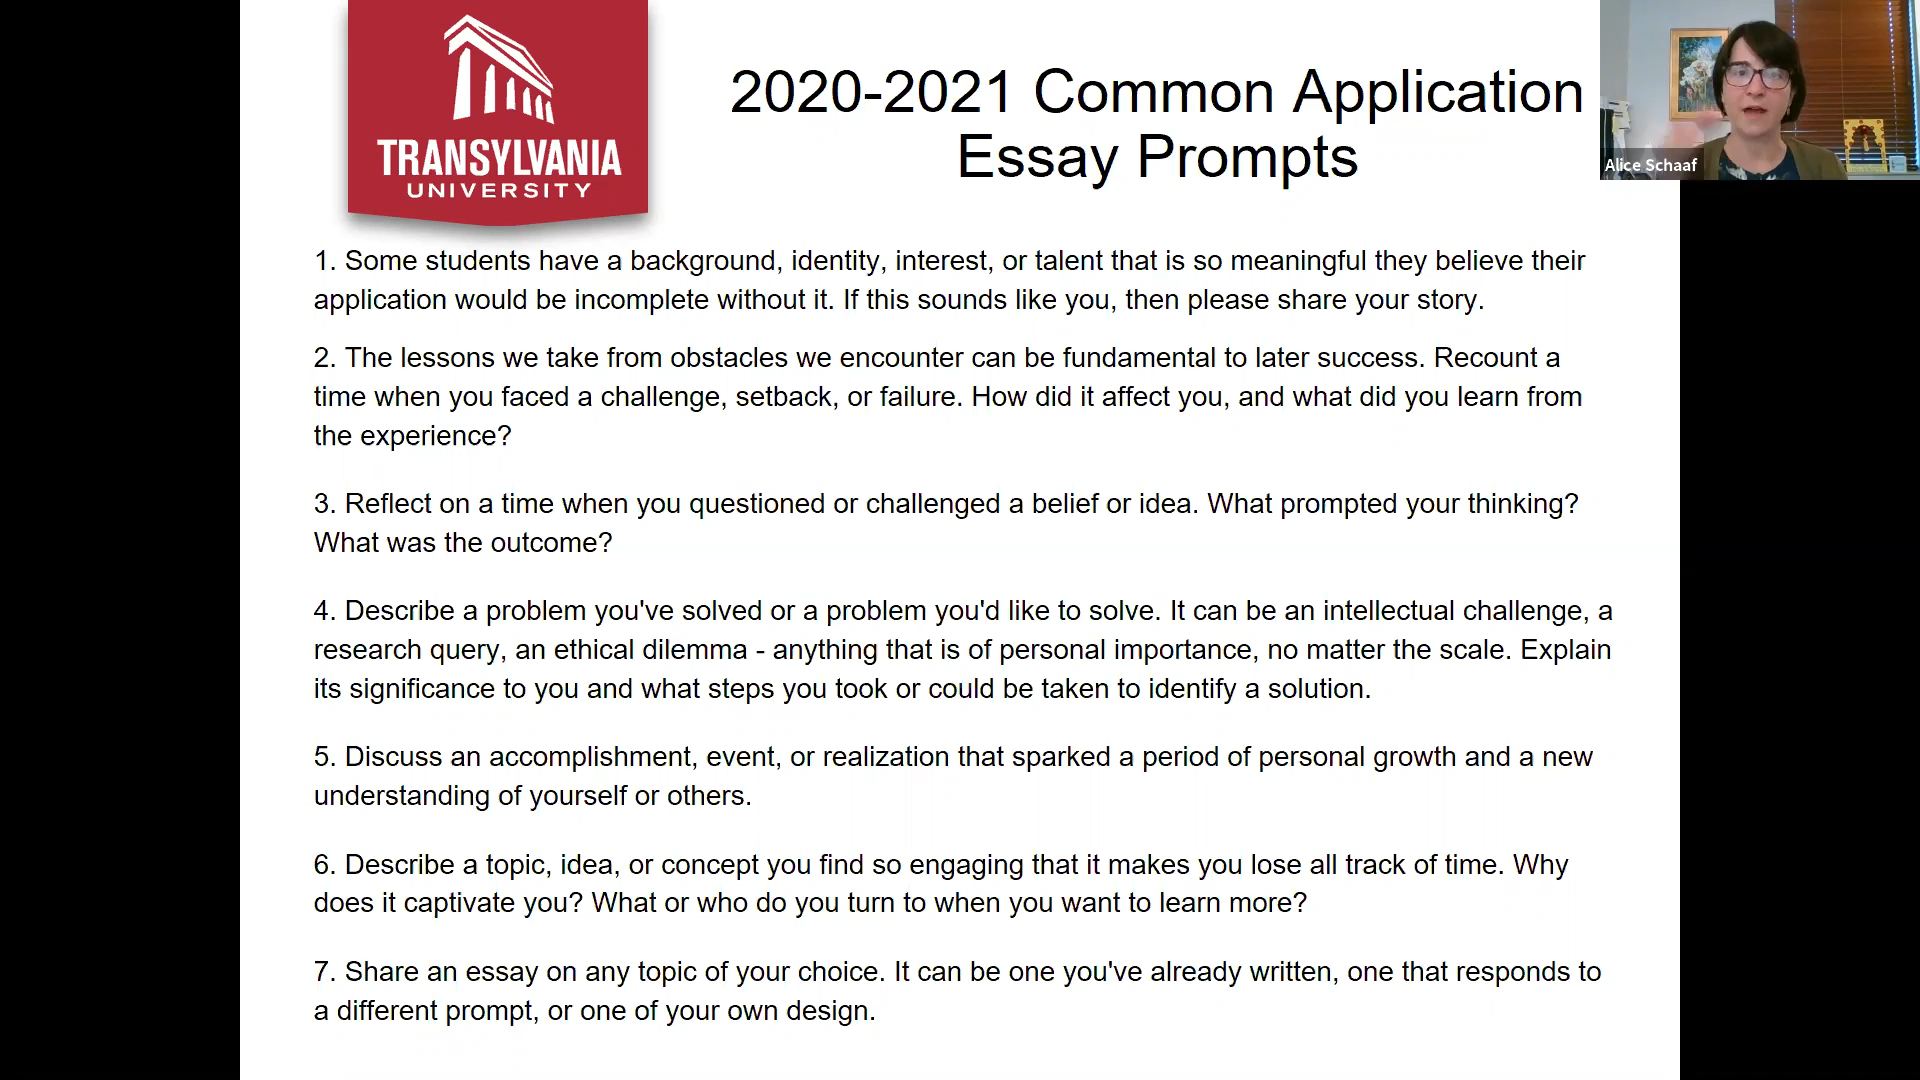 TRANSYLVANIA
UNIVERSITY
2020-2021 Common Application
Essay Prompts
Alice Schaaf
1. Some students have a background, identity, interest, or talent that is so meaningful they believe their
application would be incomplete without it. If this sounds like you, then please share your story.
2. The lessons we take from obstacles we encounter can be fundamental to later success. Recount a
time when you faced a challenge, setback, or failure. How did it affect you, and what did you learn from
the experience?
3. Reflect on a time when you questioned or challenged a belief or idea. What prompted your thinking?
What was the outcome?
4. Describe a problem you've solved or a problem you'd like to solve. It can be an intellectual challenge, a
research query, an ethical dilemma - anything that is of personal importance, no matter the scale. Explain
its significance to you and what steps you took or could be taken to identify a solution.
5. Discuss an accomplishment, event, or realization that sparked a period of personal growth and a new
understanding of yourself or others.
6. Describe a topic, idea, or concept you find so engaging that it makes you lose all track of time. Why
does it captivate you? What or who do you turn to when you want to learn more?
7. Share an essay on any topic of your choice. It can be one you've already written, one that responds to
a different prompt, or one of your own design.